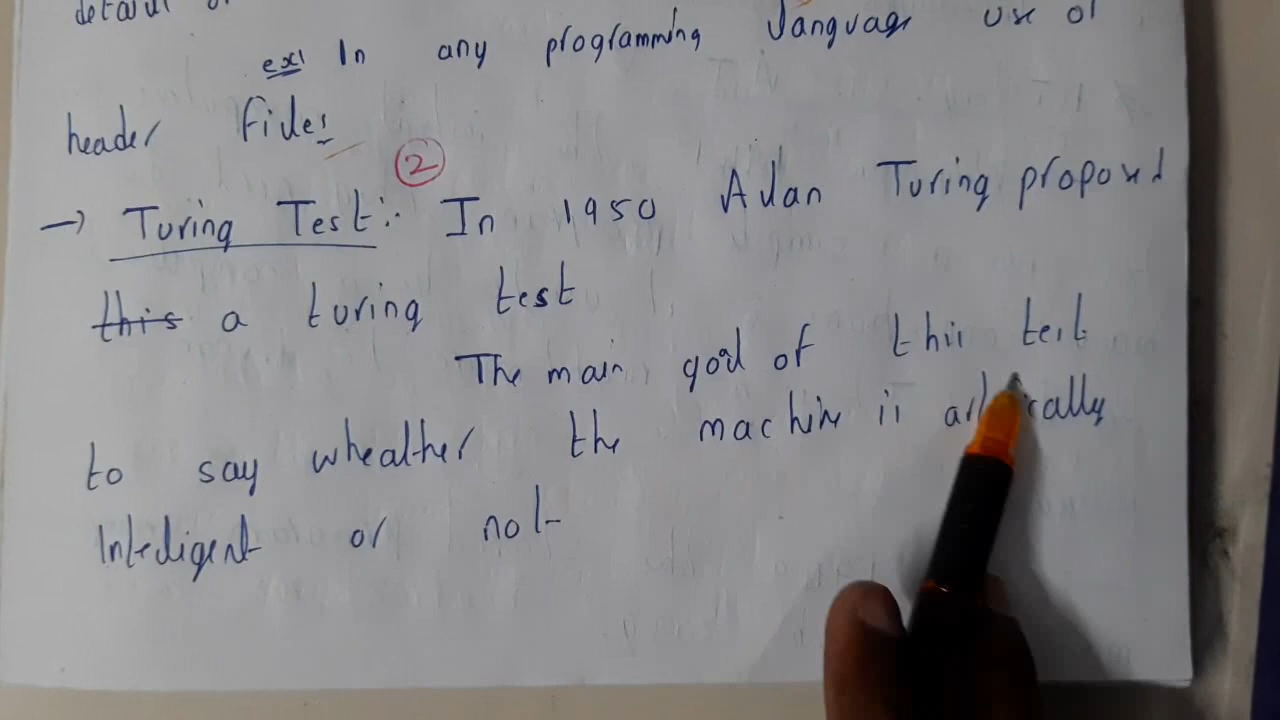 ex: In any programming language use of
header files
②
→ Turing Test:- In 1950 Alan Turing proposed
this a turing test
The main goal of this test
to say wheather the machine is
Inteligent or not